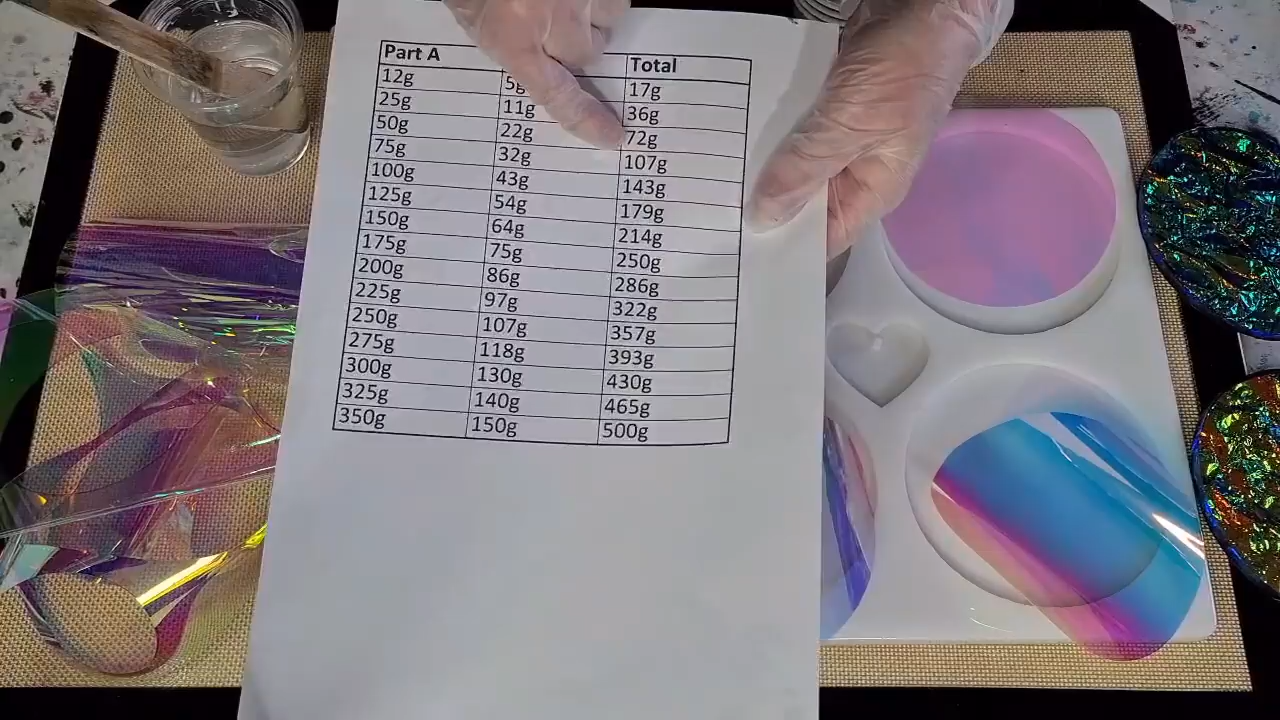 Part A Total
12g 5g 17g
25g 11g 36g
50g 22g 72g
75g 32g 107g
100g 43g 143g
125g 54g 179g
150g 64g 214g
175g 75g 250g
200g 86g 286g
225g 97g 322g
250g 107g 357g
275g 118g 393g
300g 130g 430g
325g 140g 465g
350g 150g 500g